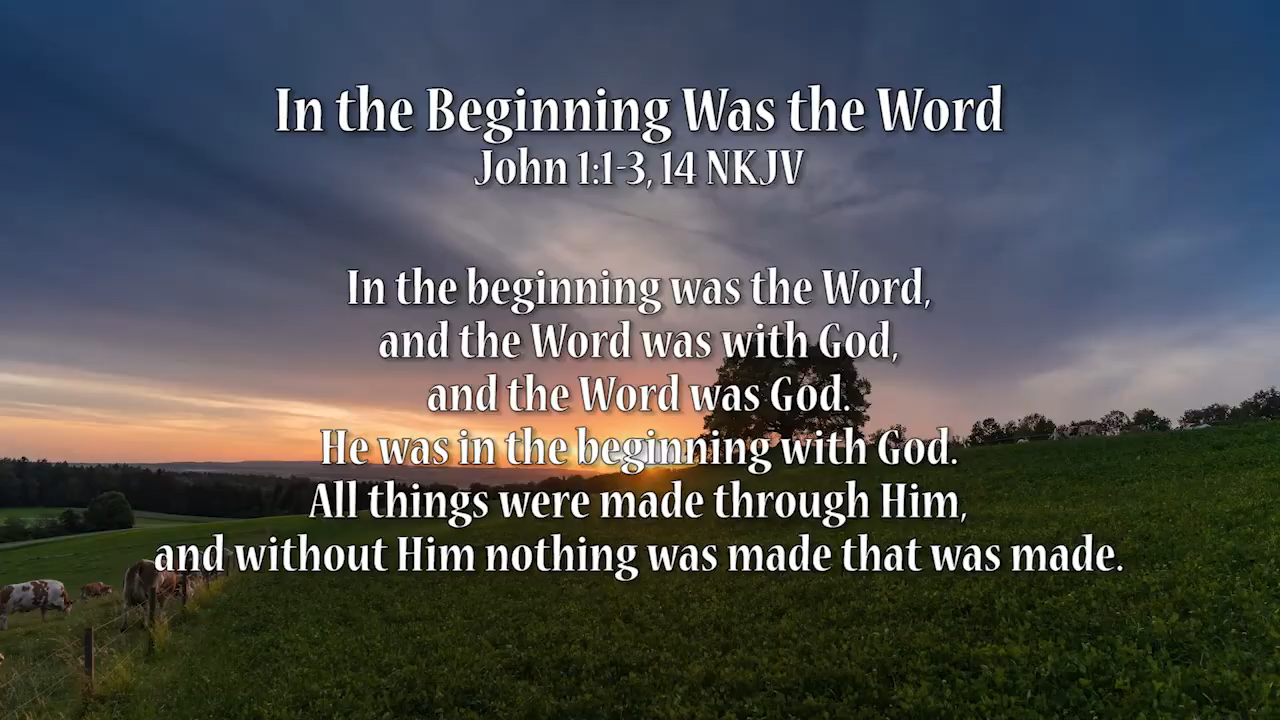 In the Beginning Was the Word
John 1:1-3, 14 NKJV
In the beginning was the Word,
and the Word was with God,
and the Word was God.
He was in the beginning with God.
All things were made through Him,
and without Him nothing was made that was made.